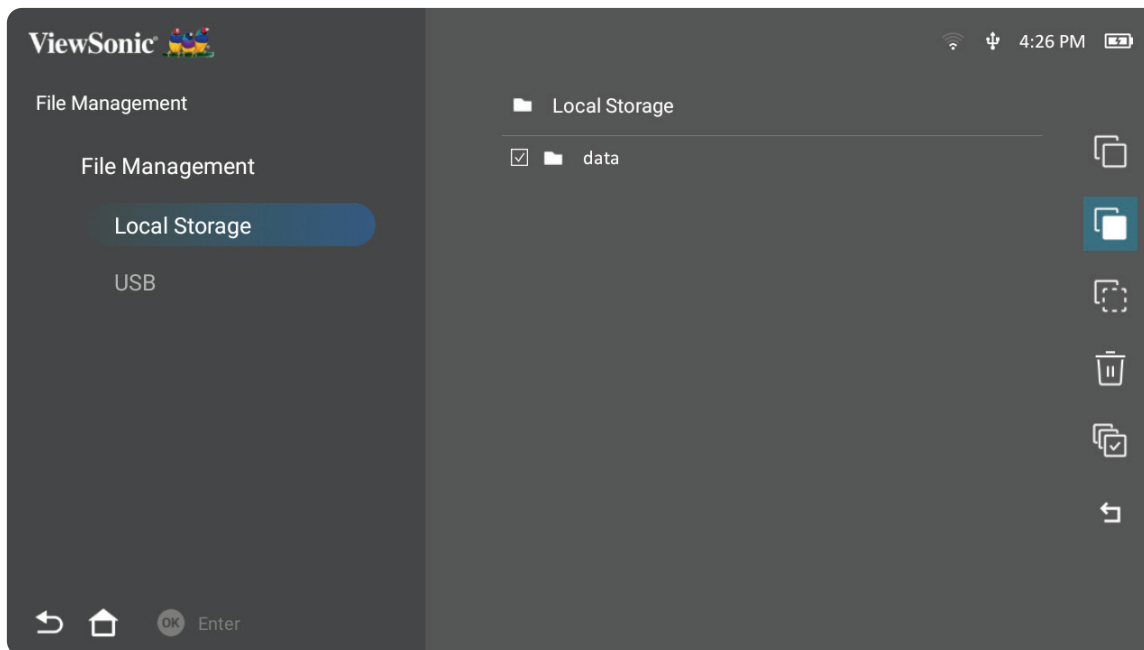 ViewSonic
4:26 PM
File Management
Local Storage
File Management
data
Local Storage
USB
OK Enter